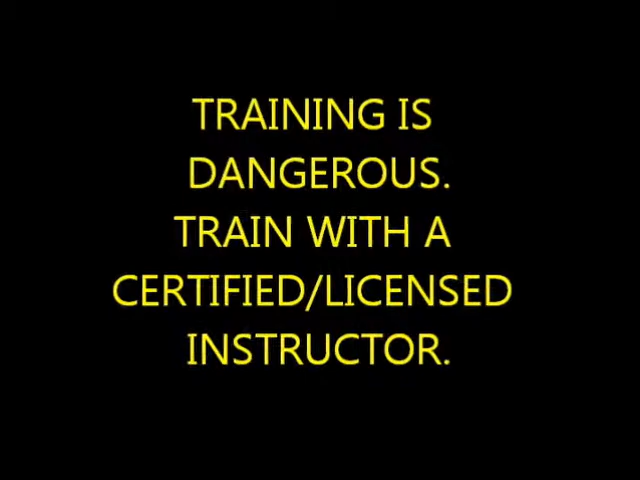 TRAINING IS
DANGEROUS.
TRAIN WITH A
CERTIFIED/LICENSED
INSTRUCTOR.